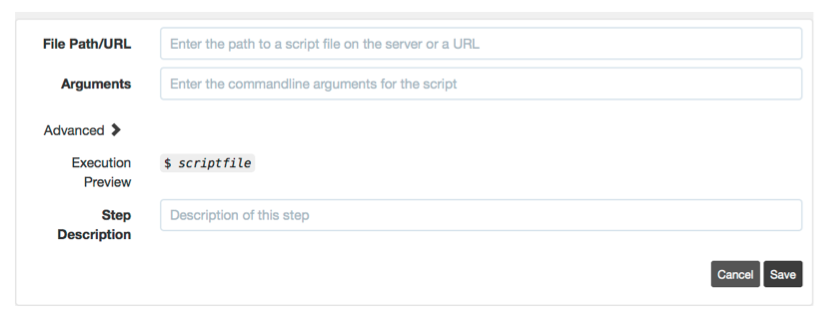 File Path/URL Enter the path to a script file on the server or a URL
Arguments Enter the commandline arguments for the script
Advanced
Execution Preview $ scriptfile
Step Description Description of this step
Cancel Save